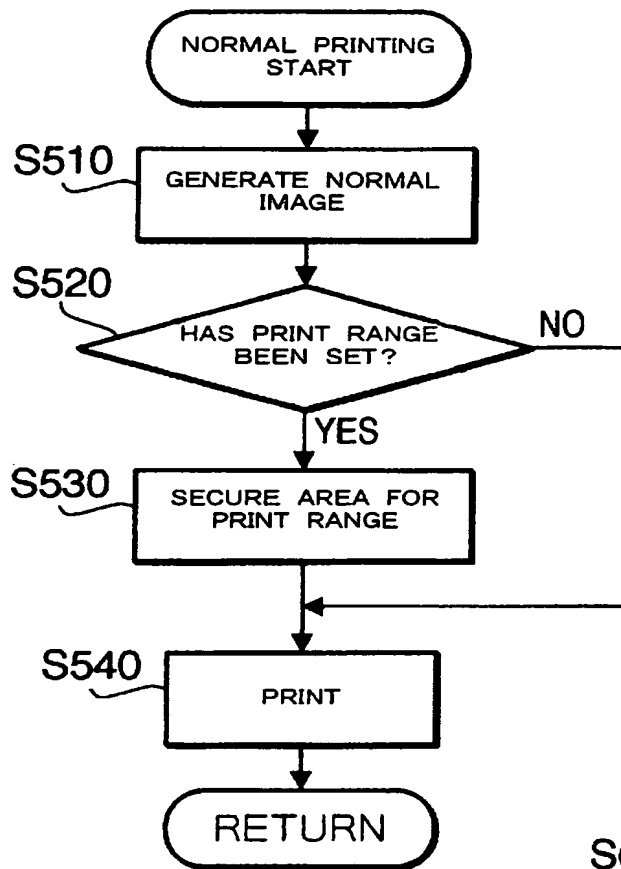 NORMAL PRINTING
START
S510
GENERATE NORMAL
IMAGE
S520
HAS PRINT RANGE
BEEN SET?
NO
YES
S530
SECURE AREA FOR
PRINT RANGE
S540
PRINT
RETURN